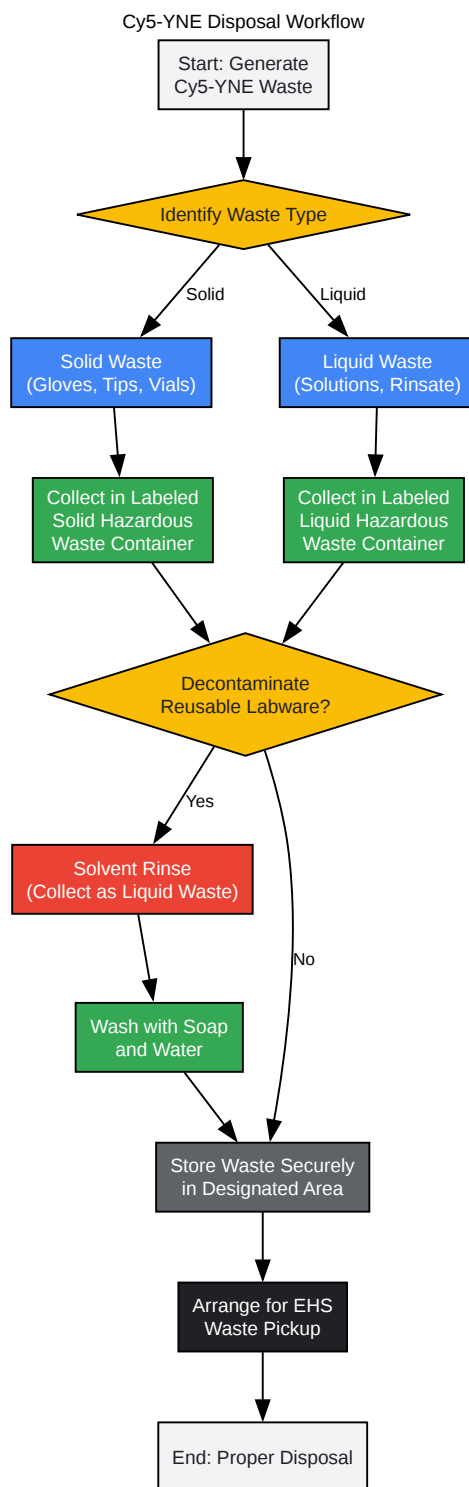 Cy5-YNE Disposal Workflow
Start: Generate
Cy5-YNE Waste
Identify Waste Type
Solid
Liquid
Solid Waste
(Gloves, Tips, Vials)
Liquid Waste
(Solutions, Rinsate)
Collect in Labeled
Solid Hazardous
Waste Container
Collect in Labeled
Liquid Hazardous
Waste Container
Decontaminate
Reusable Labware?
Yes
Solvent Rinse
(Collect as Liquid Waste)
No
Wash with Soap
and Water
Store Waste Securely
in Designated Area
Arrange for EHS
Waste Pickup
End: Proper Disposal